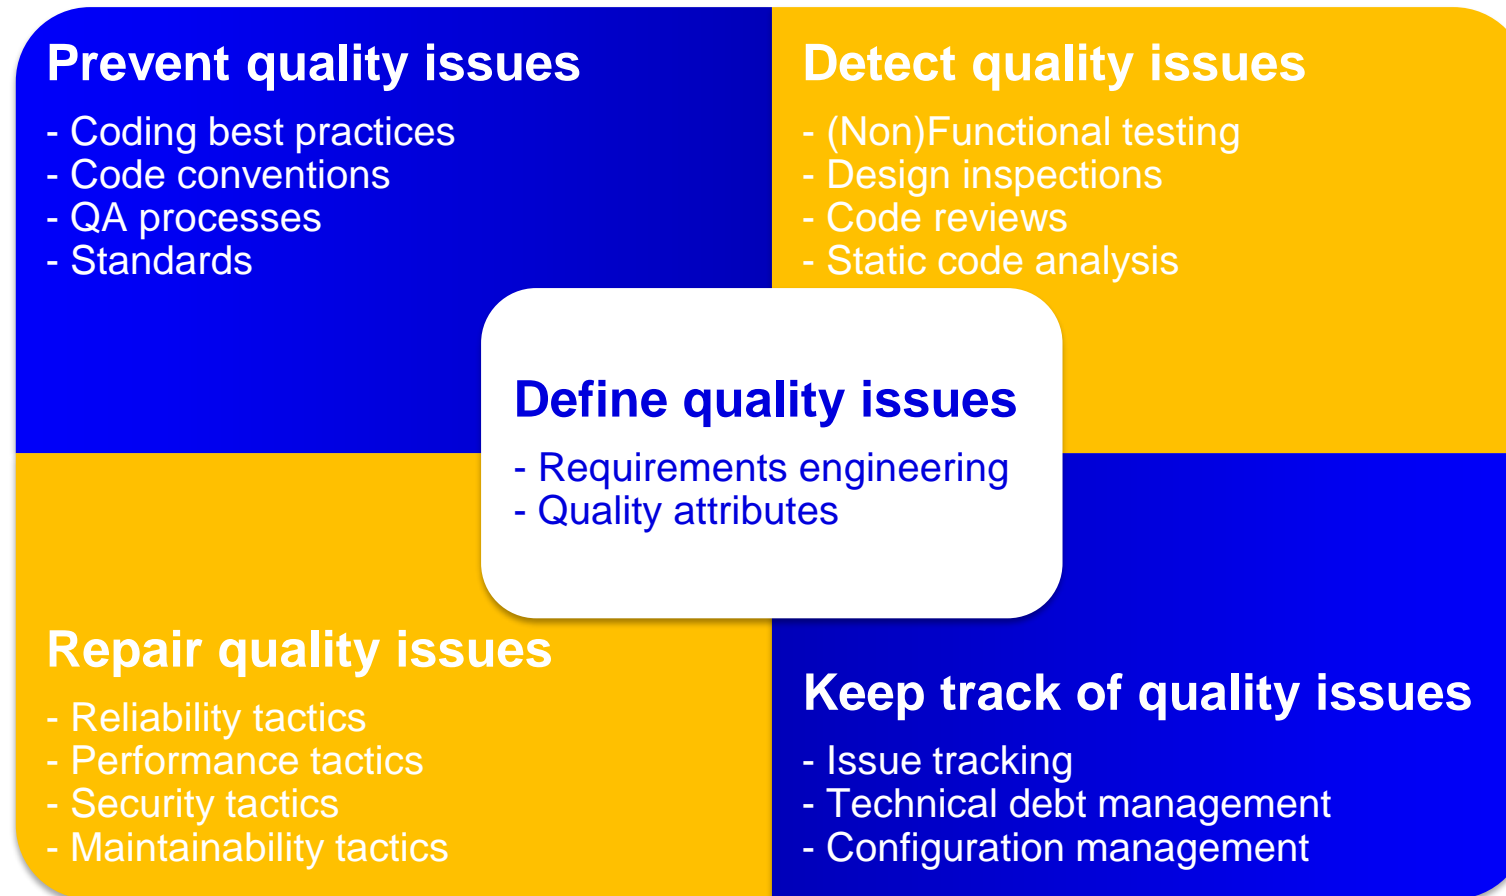 Prevent quality issues
- Coding best practices
- Code conventions
- QA processes
- Standards
Detect quality issues
- (Non)Functional testing
- Design inspections
- Code reviews
- Static code analysis
Define quality issues
- Requirements engineering
- Quality attributes
Repair quality issues
- Reliability tactics
- Performance tactics
- Security tactics
- Maintainability tactics
Keep track of quality issues
- Issue tracking
- Technical debt management
- Configuration management